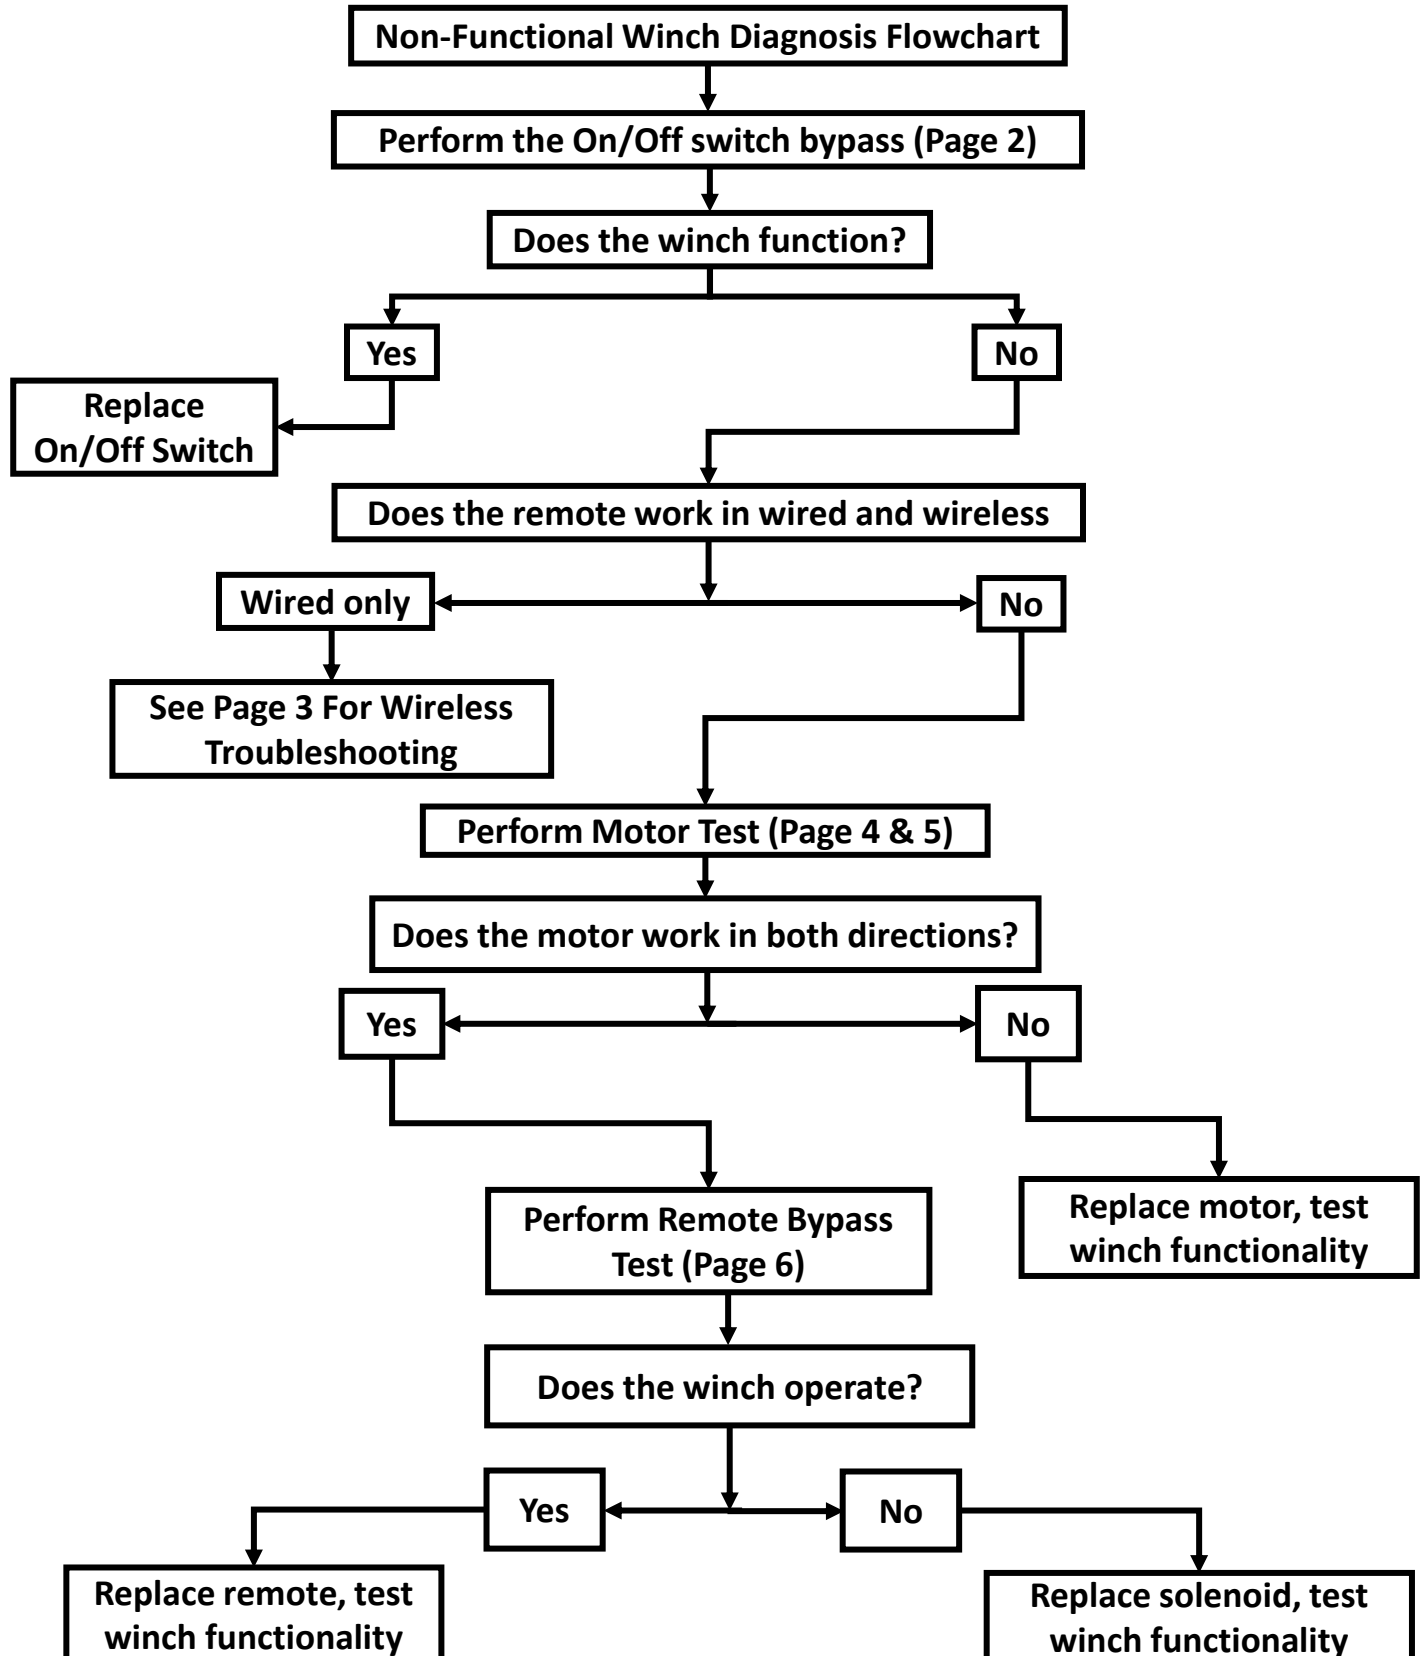 Non-Functional Winch Diagnosis Flowchart
Perform the On/Off switch bypass (Page 2)
Does the winch function?
Yes
No
Replace
On/Off Switch
Does the remote work in wired and wireless
Wired only
No
See Page 3 For Wireless
Troubleshooting
Perform Motor Test (Page 4 & 5)
Does the motor work in both directions?
Yes
No
Replace motor, test
winch functionality
Perform Remote Bypass
Test (Page 6)
Does the winch operate?
Yes
No
Replace remote, test
winch functionality
Replace solenoid, test
winch functionality